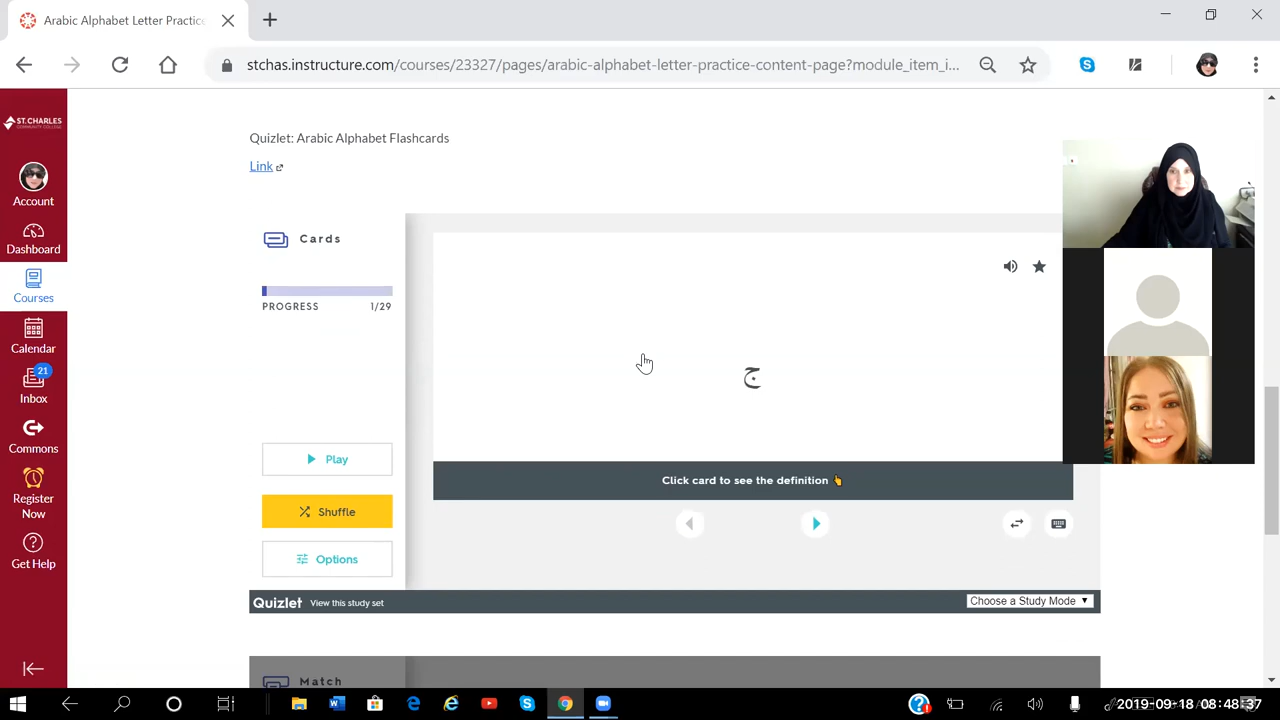 Arabic Alphabet Letter Practic
stchas.instructure.com/courses/23327/pages/arabic-alphabet-letter-practice-content-page?module_item_i...
ST. CHARLES
COMMUNITY COLLEGE
Account
Dashboard
Courses
Calendar
21
Inbox
Commons
Register
Now
Get Help
Quizlet: Arabic Alphabet Flashcards
Link
Cards
PROGRESS 1/29
Play
Shuffle
Options
ج
Click card to see the definition
Quizlet View this study set
Choose a Study Mode
Match
2019-09-18 08:48:37